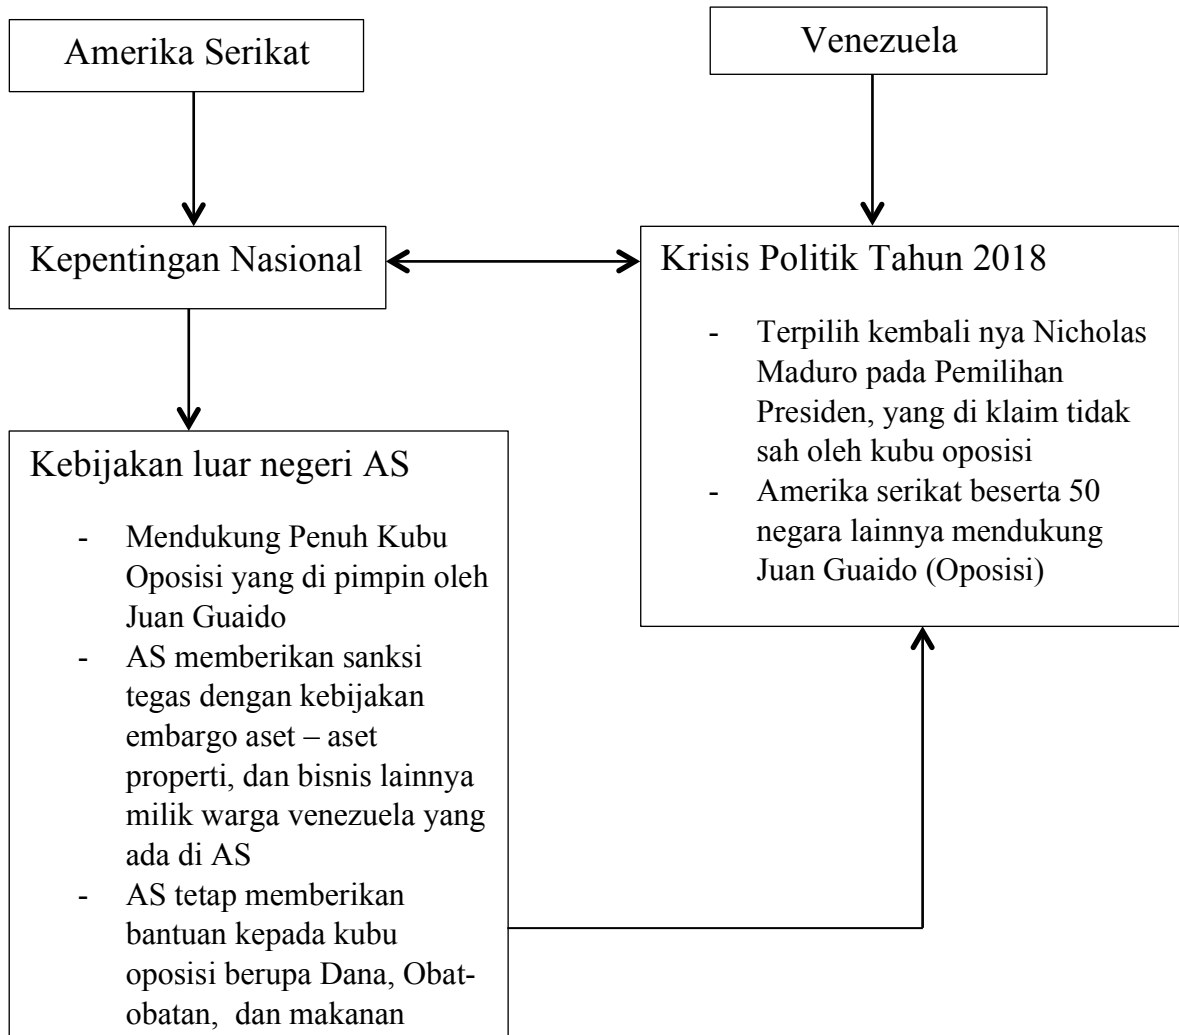 Amerika Serikat
Venezuela
Kepentingan Nasional
Krisis Politik Tahun 2018
- Terpilih kembali nya Nicholas
Maduro pada Pemilihan
Presiden, yang di klaim tidak
sah oleh kubu oposisi
- Amerika serikat beserta 50
negara lainnya mendukung
Juan Guaido (Oposisi)
Kebijakan luar negeri AS
- Mendukung Penuh Kubu
Oposisi yang di pimpin oleh
Juan Guaido
- AS memberikan sanksi
tegas dengan kebijakan
embargo aset – aset
properti, dan bisnis lainnya
milik warga venezuela yang
ada di AS
- AS tetap memberikan
bantuan kepada kubu
oposisi berupa Dana, Obat-
obatan, dan makanan